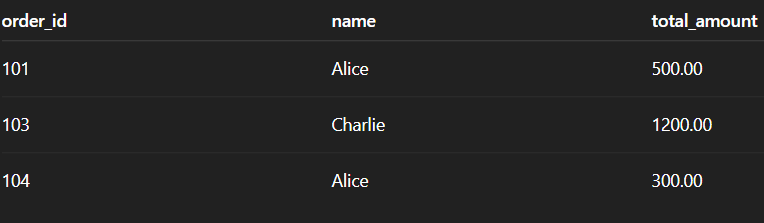 order_id name total_amount
101 Alice 500.00
103 Charlie 1200.00
104 Alice 300.00